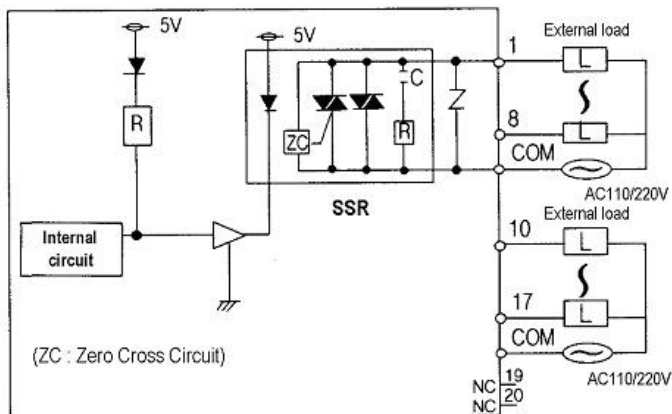 5V
5V
1
External load
L
C
R
8
L
ZC
R
COM
AC110/220V
SSR
External load
10
L
Internal
circuit
17
L
COM
(ZC : Zero Cross Circuit)
AC110/220V
NC 19
NC 20